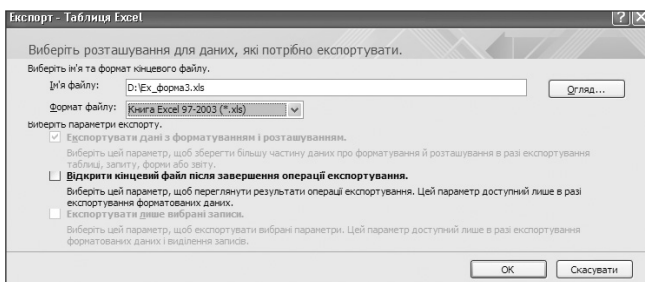 Експорт - Таблиця Excel
Виберіть розташування для даних, які потрібно експортувати.
Виберіть ім'я та формат кінцевого файлу.
Ім'я файлу: D:\Ex_форма3.xls Огляд...
Формат файлу: Книга Excel 97-2003 (*.xls)
Виберіть параметри експорту.
Експортувати дані з форматуванням і розташуванням.
Виберіть цей параметр, щоб зберегти більшу частину даних про форматування й розташування в разі експортування
таблиці, запиту, форми або звіту.
Відкрити кінцевий файл після завершення операції експортування.
Виберіть цей параметр, щоб переглянути результати операції експортування. Цей параметр доступний лише в разі
експортування форматованих даних.
Експортувати лише вибрані записи.
Виберіть цей параметр, щоб експортувати вибрані параметри. Цей параметр доступний лише в разі експортування
форматованих даних і виділення записів.
ОК Скасувати